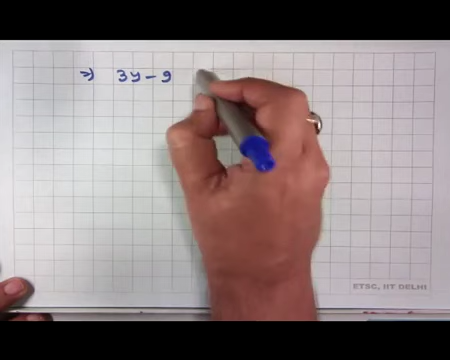 ⇒ 3y - 9
ETSC, IIT DELHI